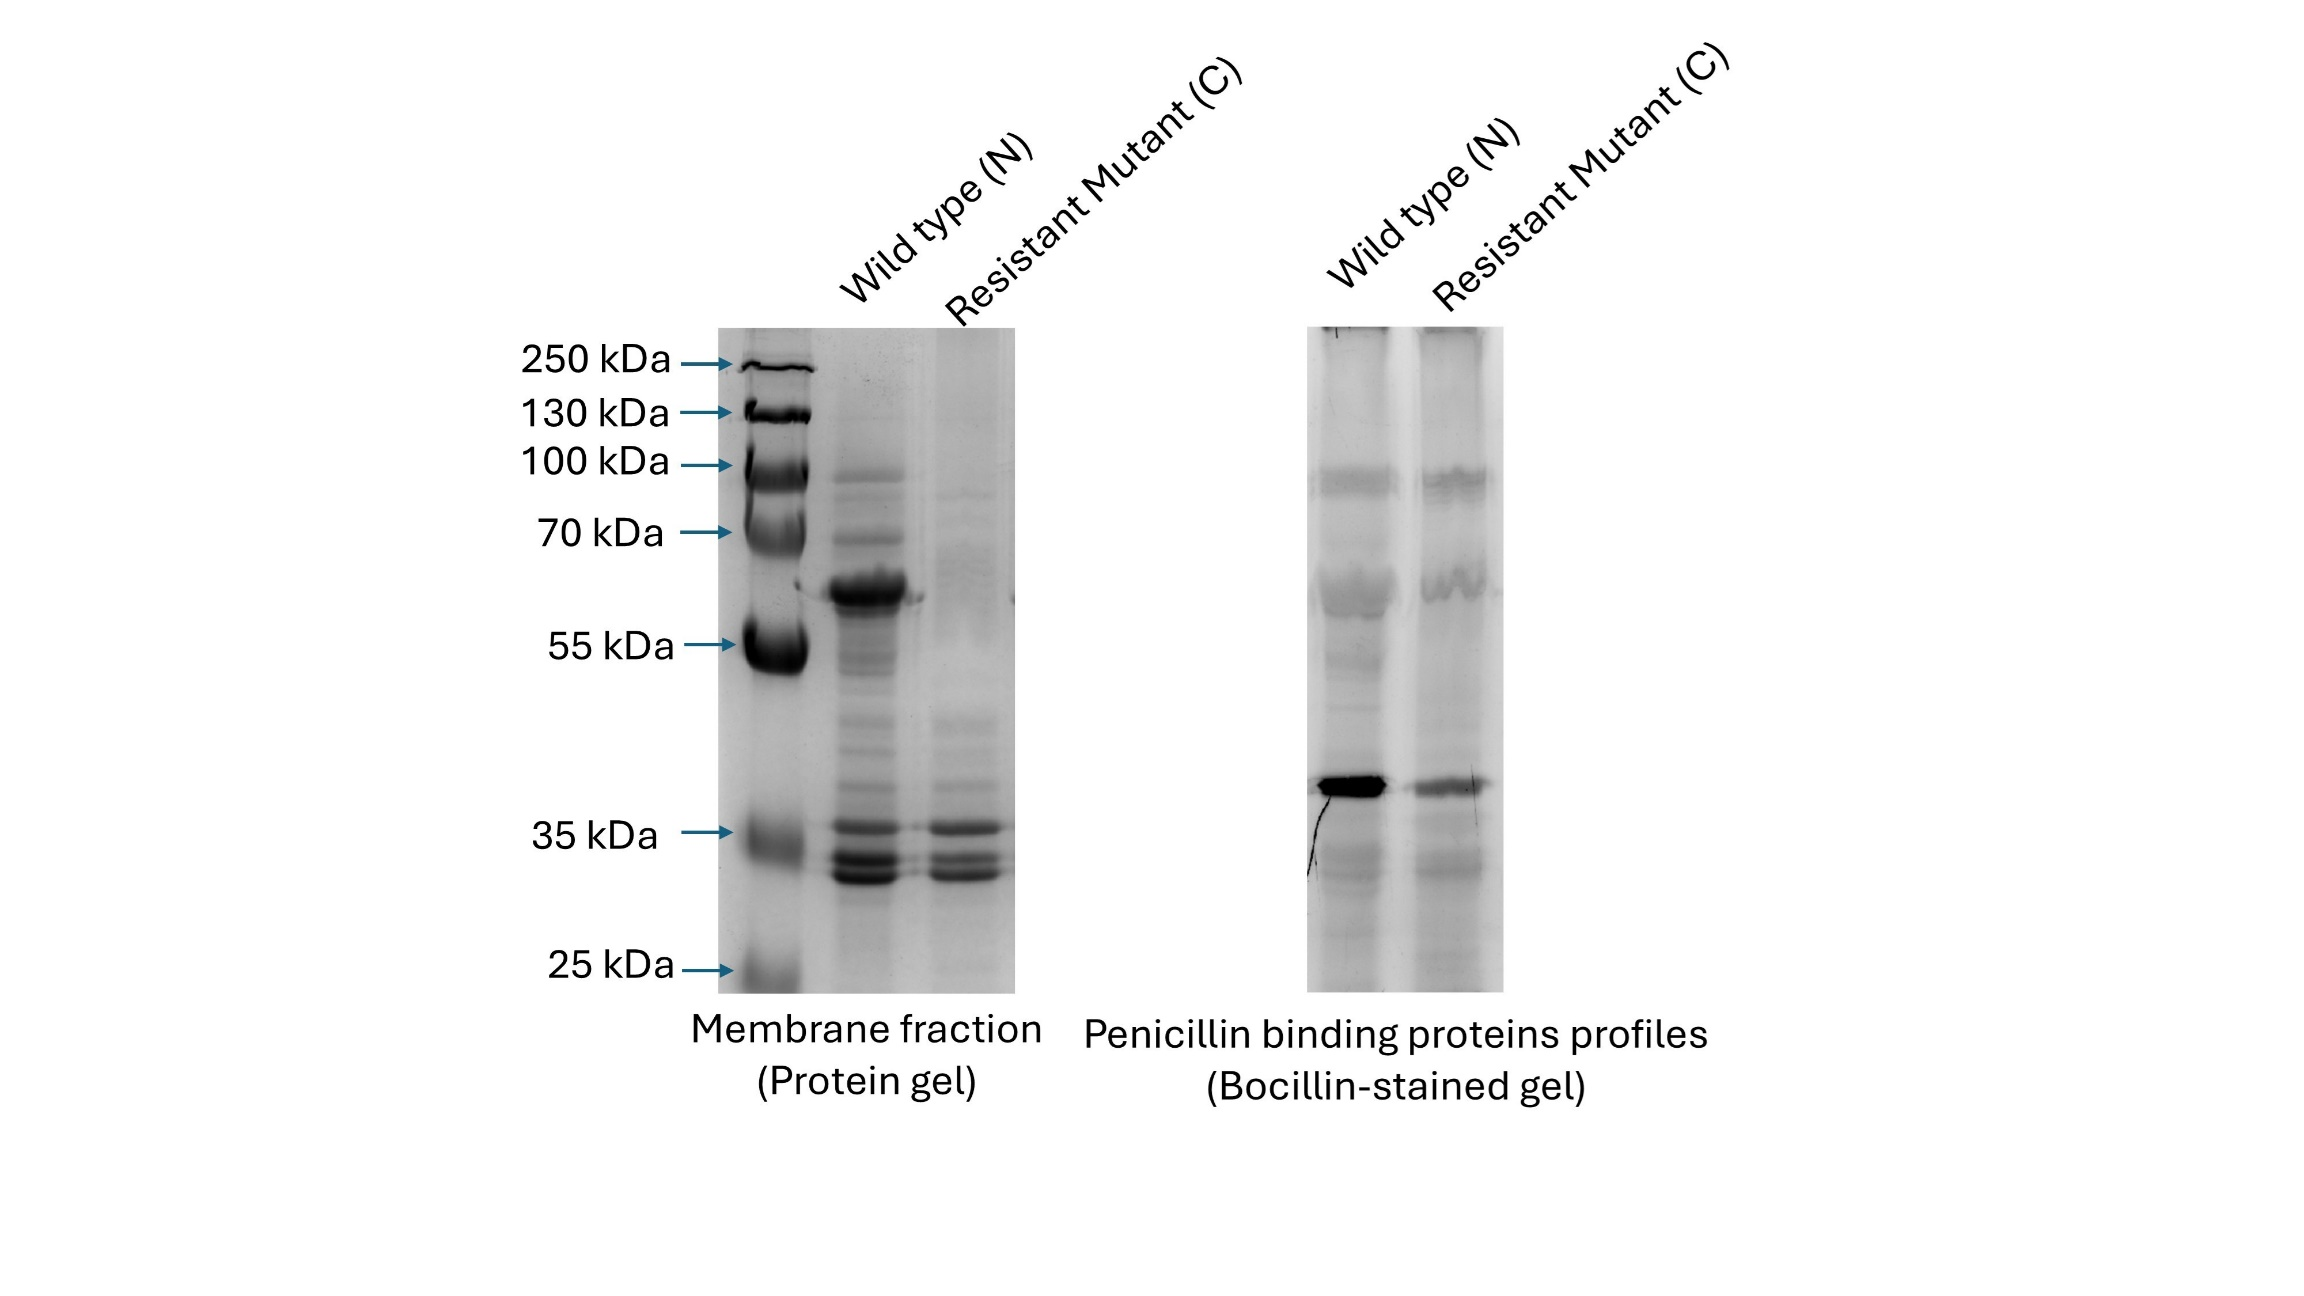 Wild type (N)
Resistant Mutant (C)
Wild type (N)
Resistant Mutant (C)
250 kDa
130 kDa
100 kDa
70 kDa
55 kDa
35 kDa
25 kDa
Membrane fraction
(Protein gel)
Penicillin binding proteins profiles
(Bocillin-stained gel)